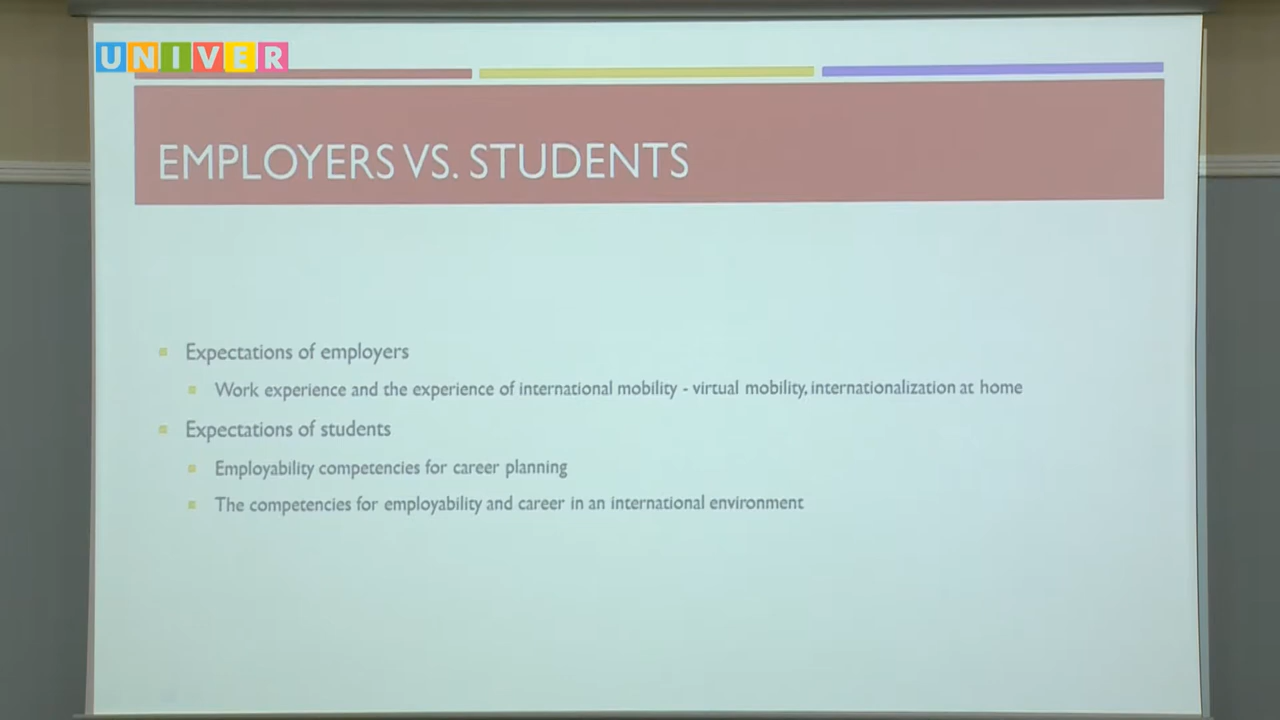 UNIVER
EMPLOYERS VS. STUDENTS
Expectations of employers
Work experience and the experience of international mobility - virtual mobility, internationalization at home
Expectations of students
Employability competencies for career planning
The competencies for employability and career in an international environment